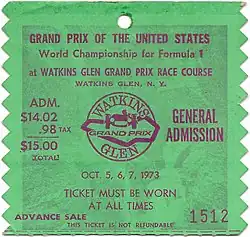 GRAND PRIX OF THE UNITED STATES
World Championship for Formula 1
at WATKINS GLEN GRAND PRIX RACE COURSE
WATKINS GLEN, N. Y.
ADM.
$14.02
.98 TAX
$15.00
TOTAL
WATKINS
GRAND PRIX
GLEN
GENERAL
ADMISSION
OCT. 5, 6, 7, 1973
TICKET MUST BE WORN
AT ALL TIMES
ADVANCE SALE
1512
THIS TICKET IS NOT REFUNDABLE